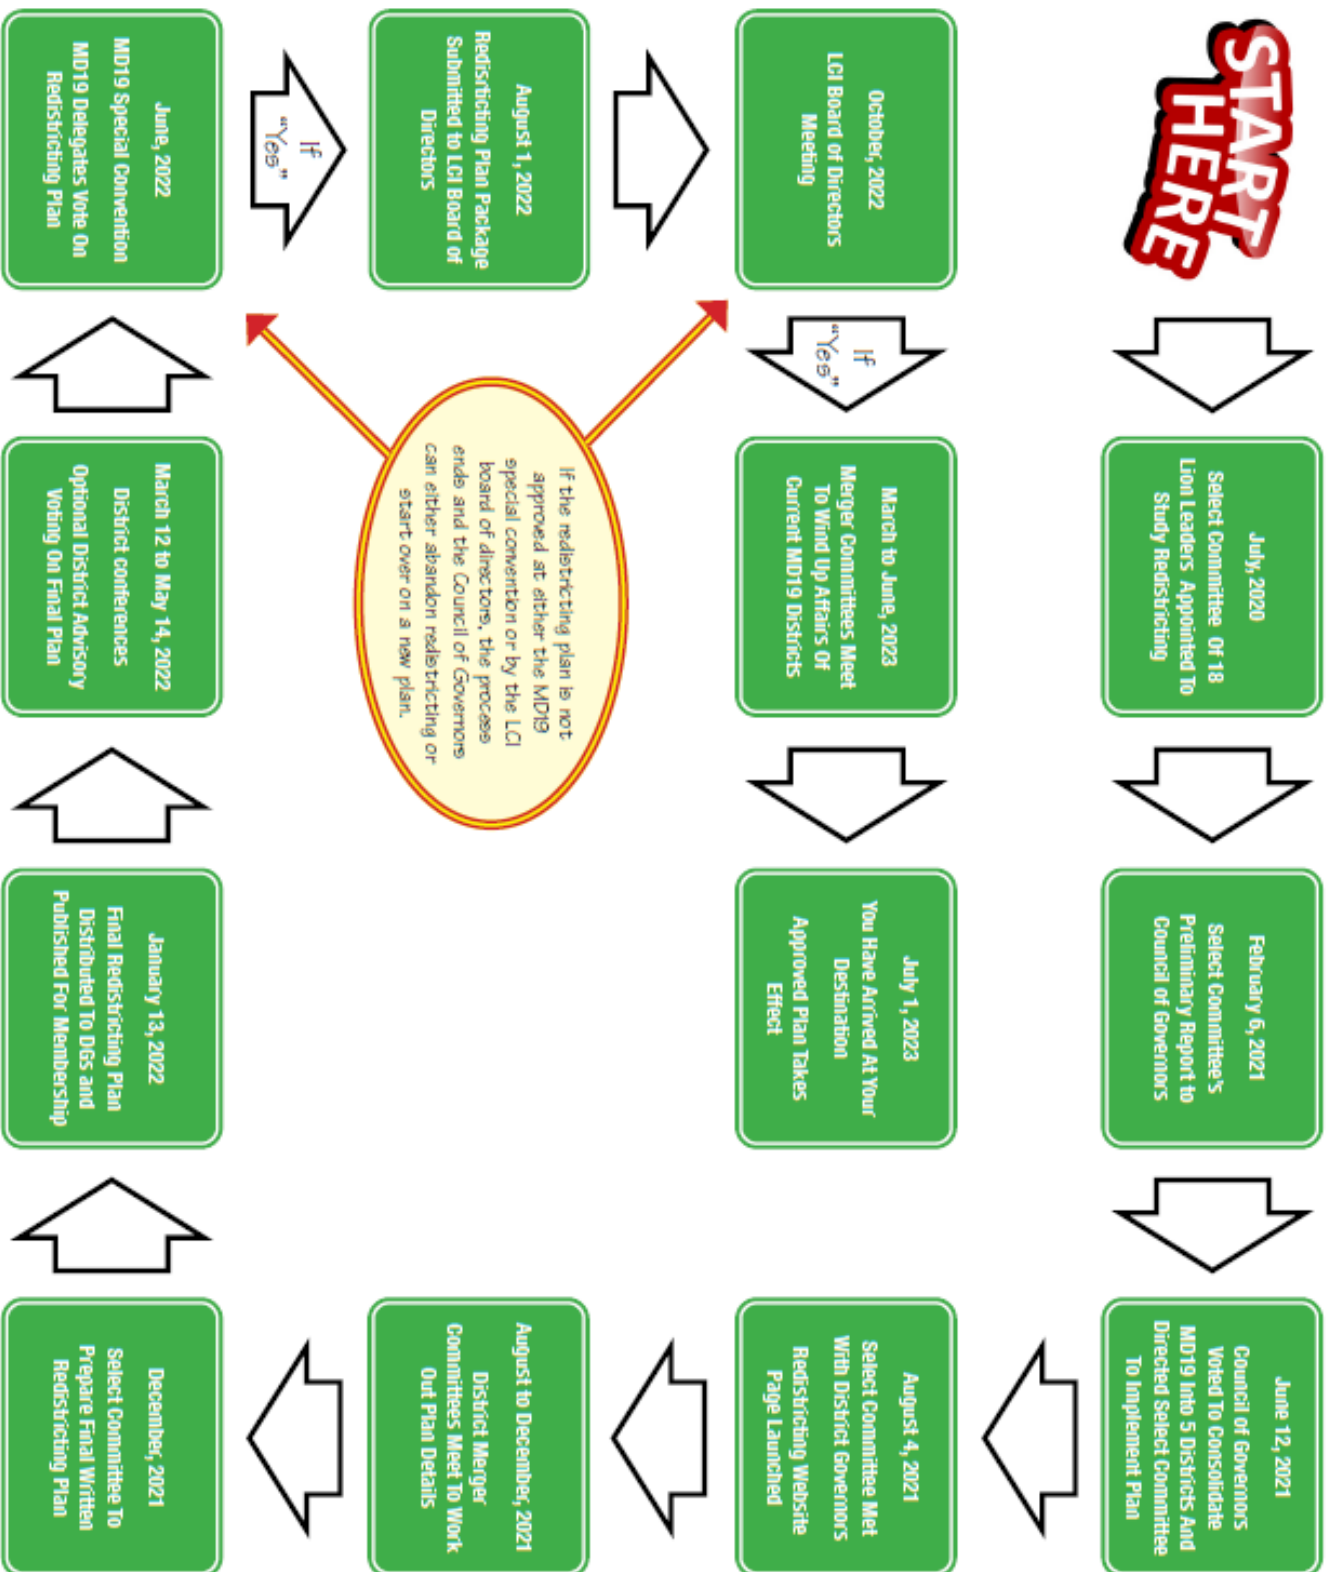 START
HERE
July, 2020
Select Committee Of 18
Lion Leaders Appointed To
Study Redistricting
February 6, 2021
Select Committee's
Preliminary Report to
Council of Governors
June 12, 2021
Council of Governors
Voted To Consolidate
MD19 Into 5 Districts And
Directed Select Committee
To Implement Plan
August 4, 2021
Select Committee Met
With District Governors
Redistricting Website
Page Launched
August to December, 2021
District Merger
Committees Meet To Work
Out Plan Details
December, 2021
Select Committee To
Prepare Final Written
Redistricting Plan
January 13, 2022
Final Redistricting Plan
Distributed To DGs and
Published For Membership
March 12 to May 14, 2022
District conferences
Optional District Advisory
Voting On Final Plan
June, 2022
MD19 Special Convention
MD19 Delegates Vote On
Redistricting Plan
If
"Yes"
August 1, 2022
Redisrticting Plan Package
Submitted to LCI Board of
Directors
October, 2022
LCI Board of Directors
Meeting
If
"Yes"
March to June, 2023
Merger Committees Meet
To Wind Up Affairs Of
Current MD19 Districts
July 1, 2023
You Have Arrived At Your
Destination
Approved Plan Takes
Effect
If the redistricting plan is not
approved at either the MD19
special convention or by the LCI
board of directors, the process
ends and the Council of Governors
can either abandon redistricting or
start over on a new plan.